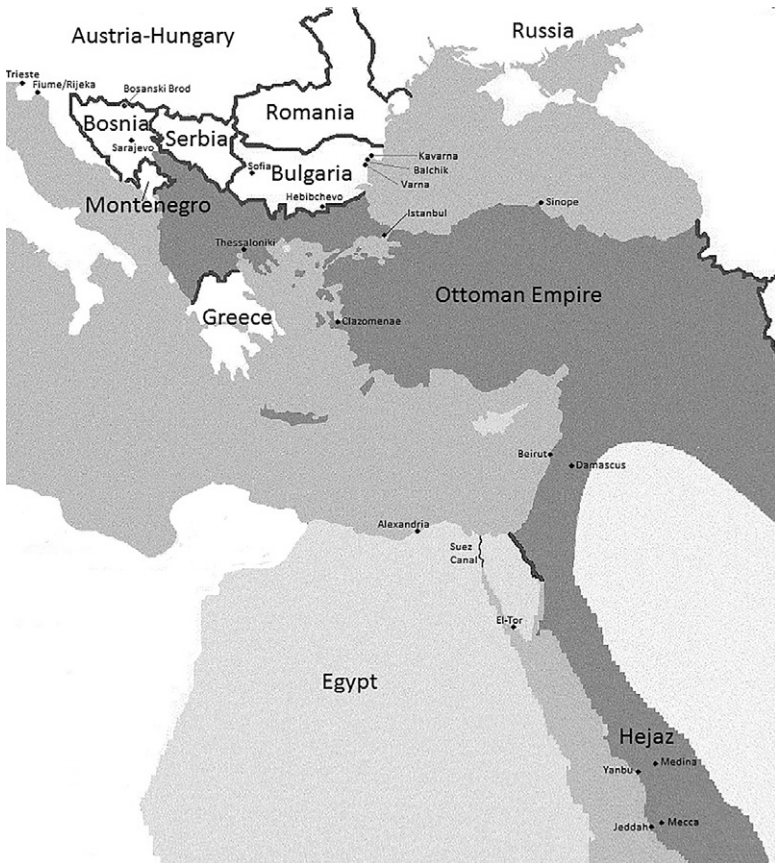 Austria-Hungary
Russia
Trieste
Fiume/Rijeka
Bosanski Brod
Romania
Bosnia
Serbia
Sarajevo
Sofia
Bulgaria
Kavarna
Balchik
Varna
Montenegro
Hebibchevo
Istanbul
Sinope
Thessaloniki
Ottoman Empire
Greece
Clazomenae
Beirut
Damascus
Alexandria
Suez
Canal
El-Tor
Egypt
Hejaz
Medina
Yanbu
Jeddah
Mecca